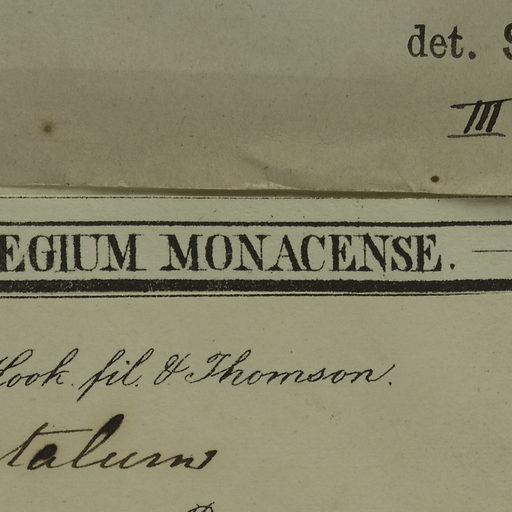 det.
III
EGIUM MONACENSE.
Hook. fil. & Thomson.
talum